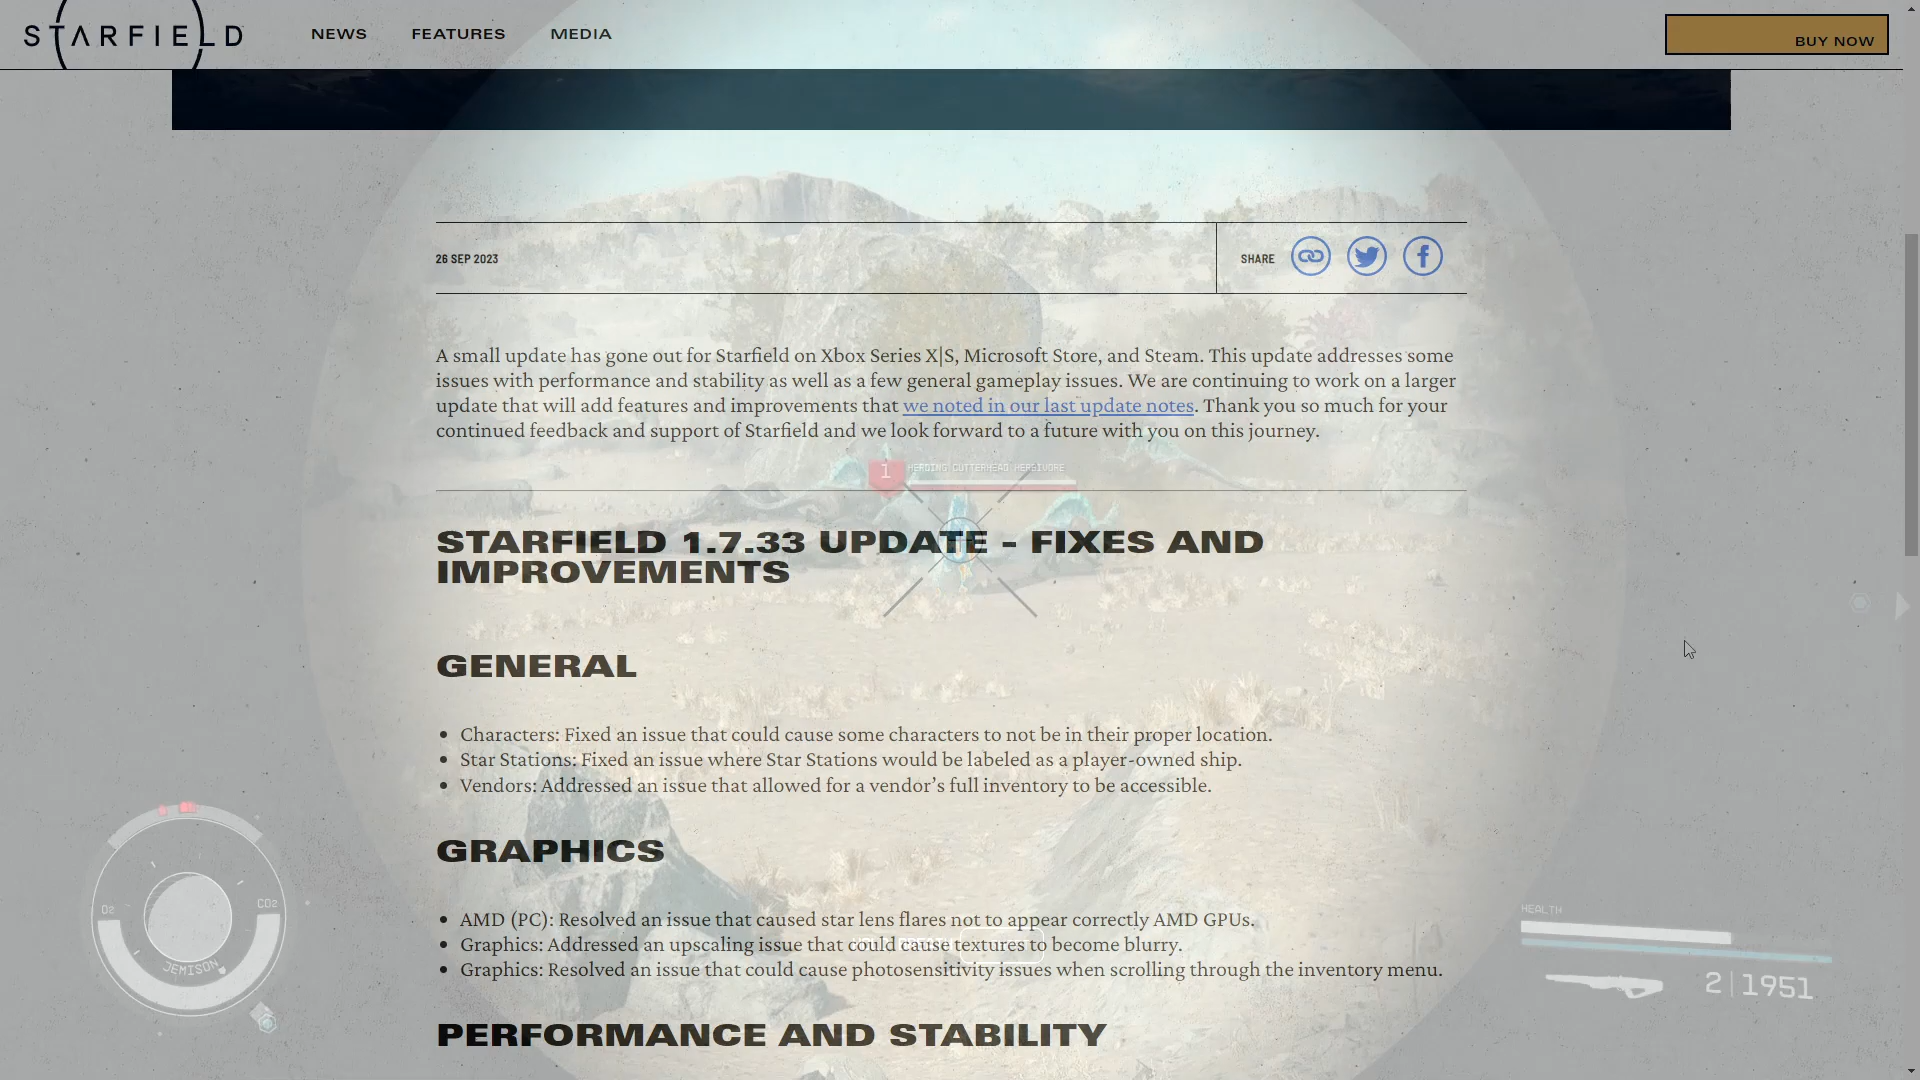 STARFIELD
NEWS FEATURES MEDIA
BUY NOW
26 SEP 2023
SHARE
A small update has gone out for Starfield on Xbox Series X|S, Microsoft Store, and Steam. This update addresses some
issues with performance and stability as well as a few general gameplay issues. We are continuing to work on a larger
update that will add features and improvements that we noted in our last update notes. Thank you so much for your
continued feedback and support of Starfield and we look forward to a future with you on this journey.
1 HERDING CUTTERHEAD HERBIVORE
STARFIELD 1.7.33 UPDATE – FIXES AND
IMPROVEMENTS
GENERAL
• Characters: Fixed an issue that could cause some characters to not be in their proper location.
• Star Stations: Fixed an issue where Star Stations would be labeled as a player-owned ship.
• Vendors: Addressed an issue that allowed for a vendor’s full inventory to be accessible.
GRAPHICS
• AMD (PC): Resolved an issue that caused star lens flares not to appear correctly AMD GPUs.
• Graphics: Addressed an upscaling issue that could cause textures to become blurry.
• Graphics: Resolved an issue that could cause photosensitivity issues when scrolling through the inventory menu.
PERFORMANCE AND STABILITY
O2 CO2
JEMISON
HEALTH
2 | 1951